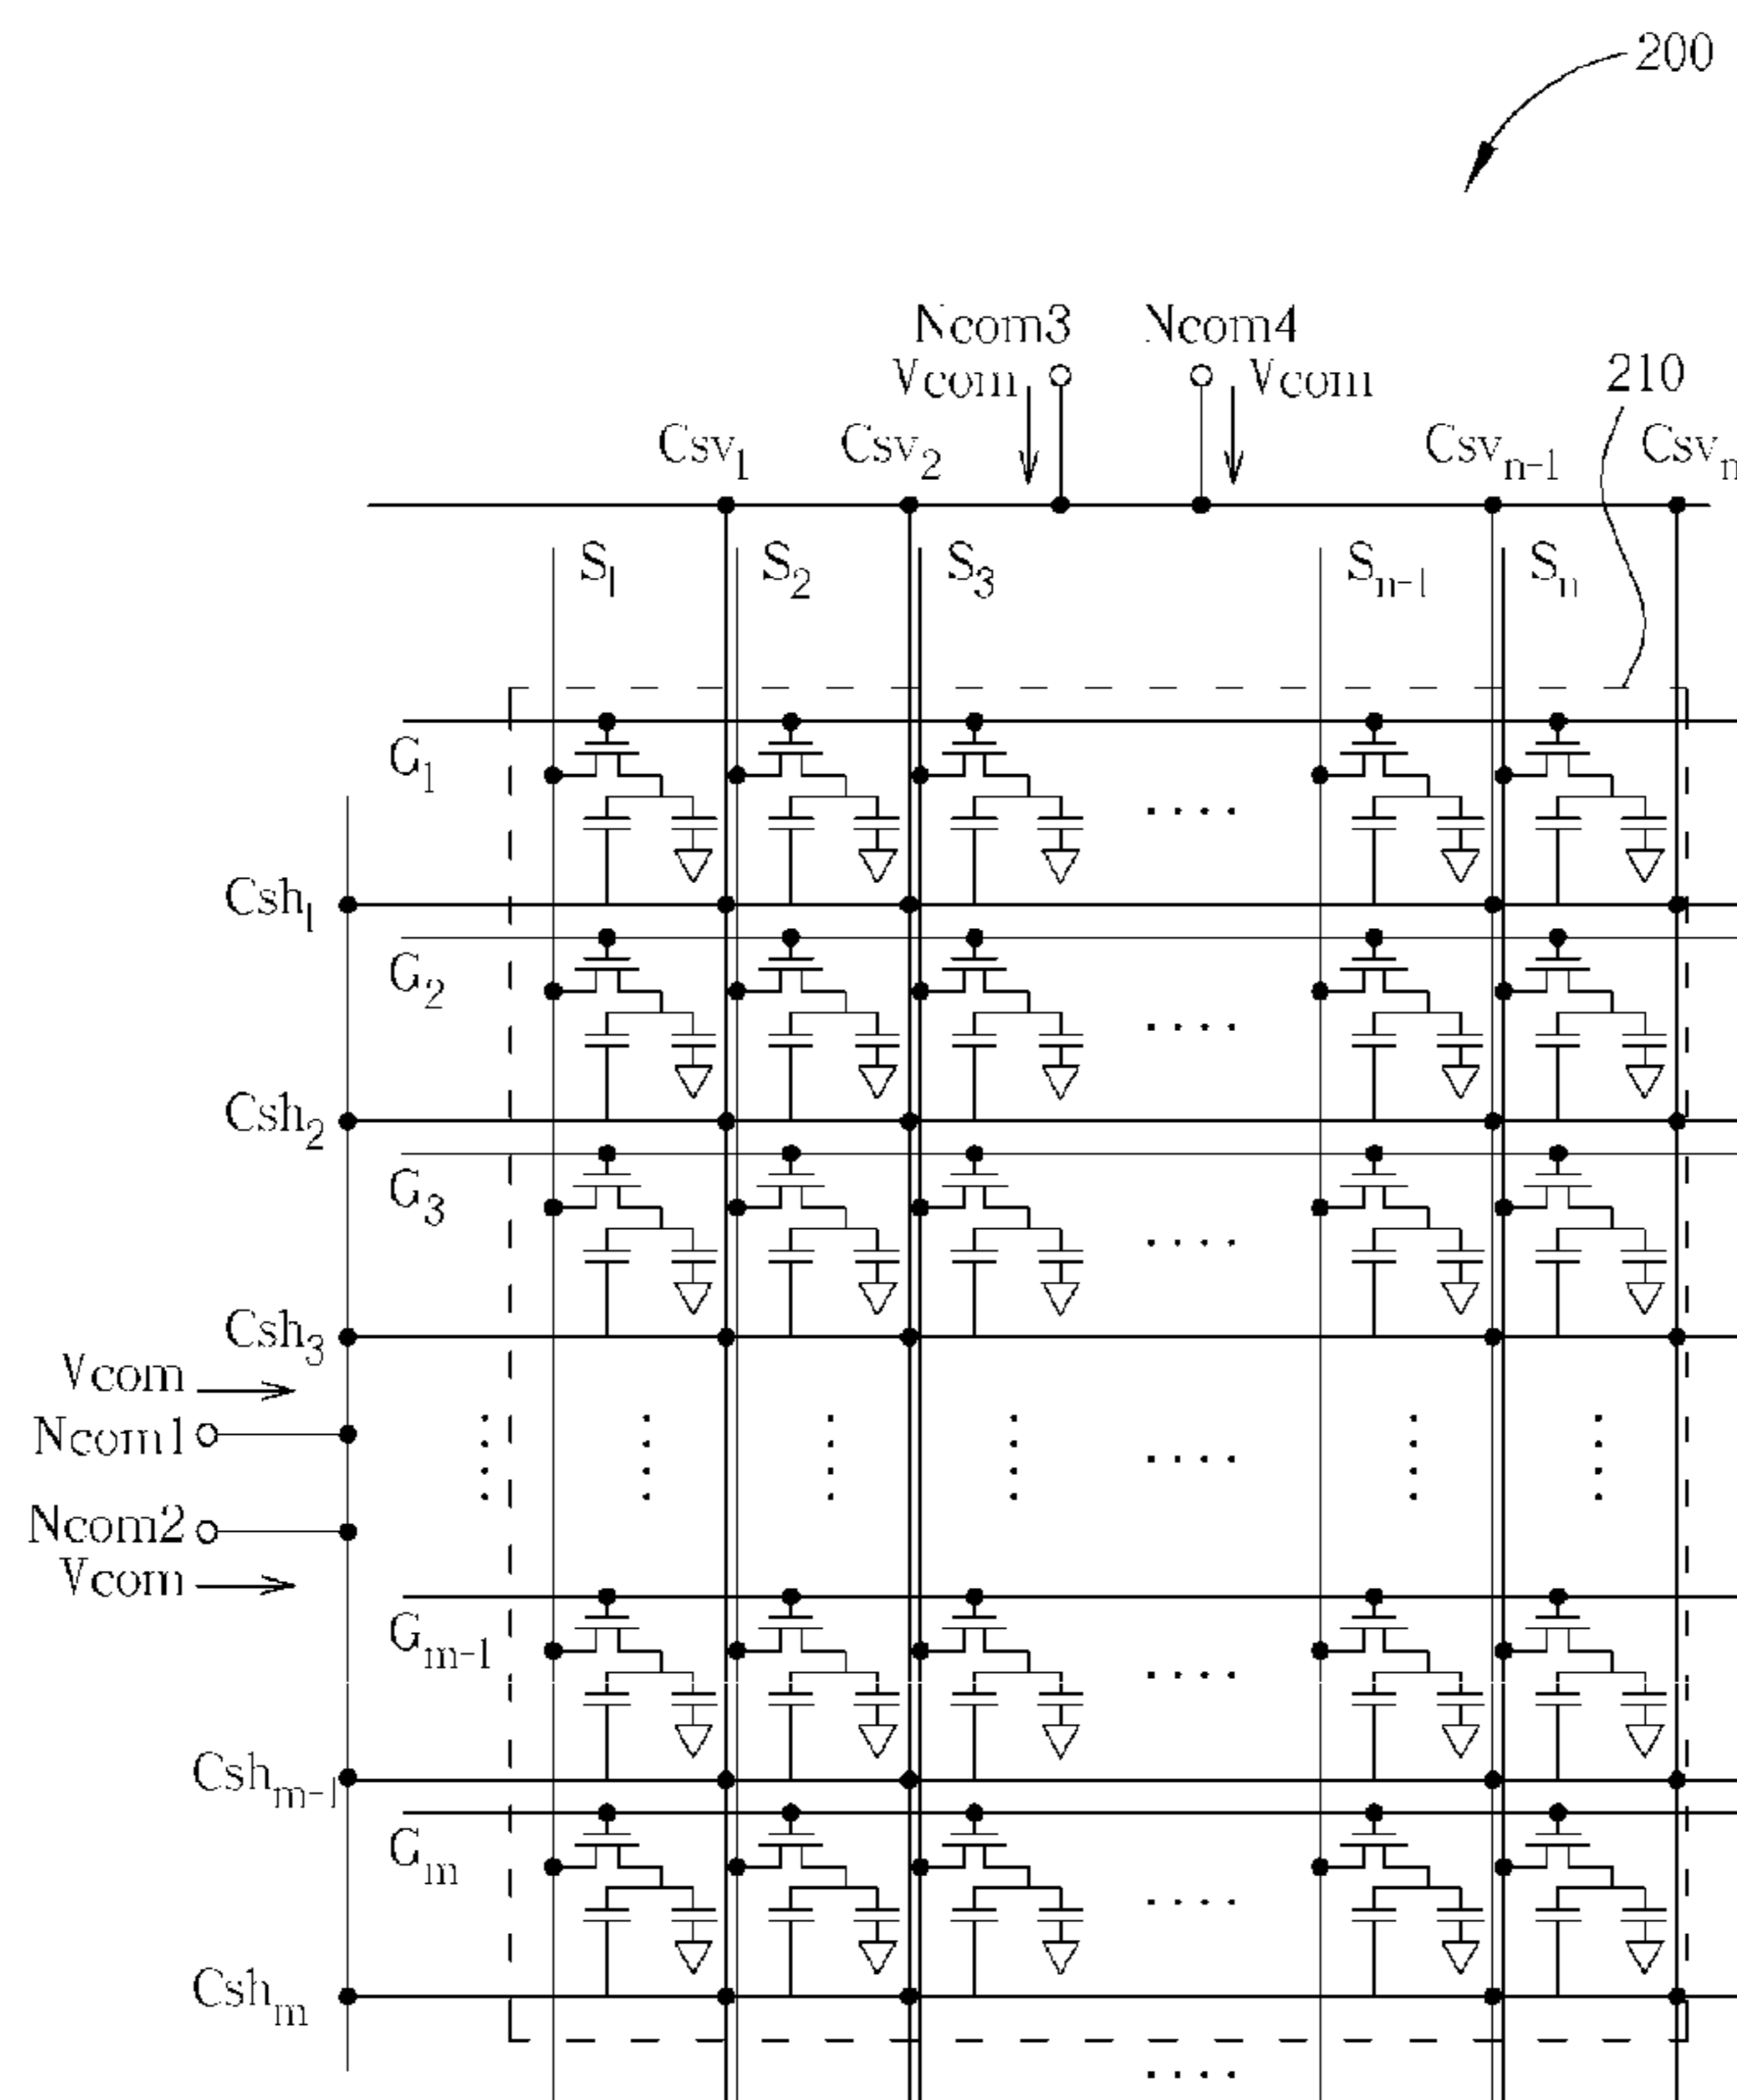 200
Ncom3 Ncom4
Vcom Vcom
210
Csv1 Csv2 Csvn-1 Csvn
S1 S2 S3 Sn-1 Sn
G1
Csh1
G2
Csh2
G3
Csh3
Vcom
Ncom1
Ncom2
Vcom
Gm-1
Cshm-1
Gm
Cshm